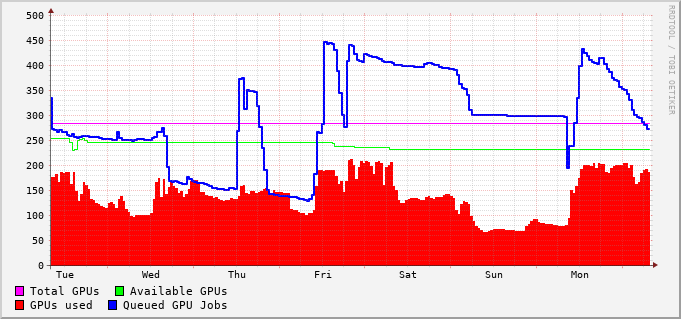 500
450
400
350
300
250
200
150
100
50
0
Tue Wed Thu Fri Sat Sun Mon
Total GPUs Available GPUs
GPUs used Queued GPU Jobs
RRDTOOL / TOBI OETIKER